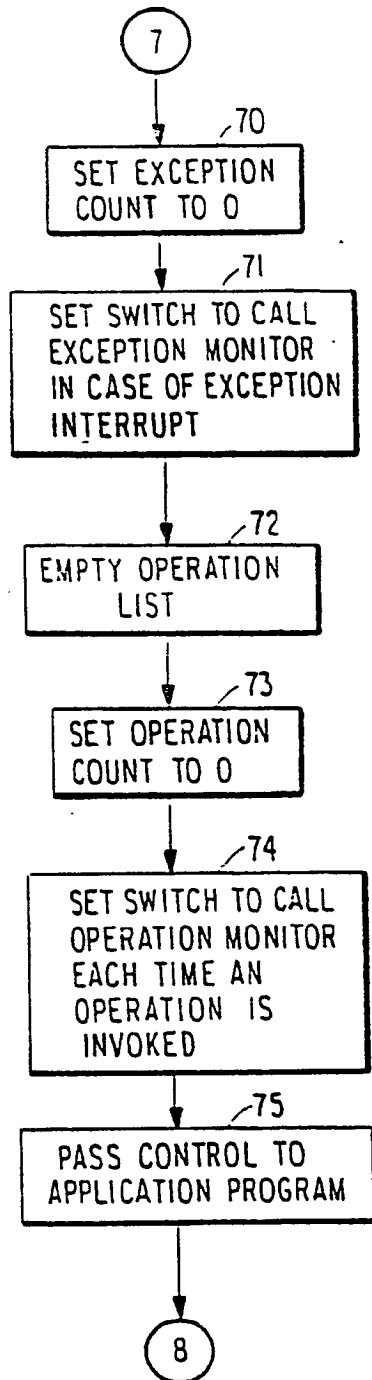 7
70
SET EXCEPTION
COUNT TO 0
71
SET SWITCH TO CALL
EXCEPTION MONITOR
IN CASE OF EXCEPTION
INTERRUPT
72
EMPTY OPERATION
LIST
73
SET OPERATION
COUNT TO 0
74
SET SWITCH TO CALL
OPERATION MONITOR
EACH TIME AN
OPERATION IS
INVOKED
75
PASS CONTROL TO
APPLICATION PROGRAM
8